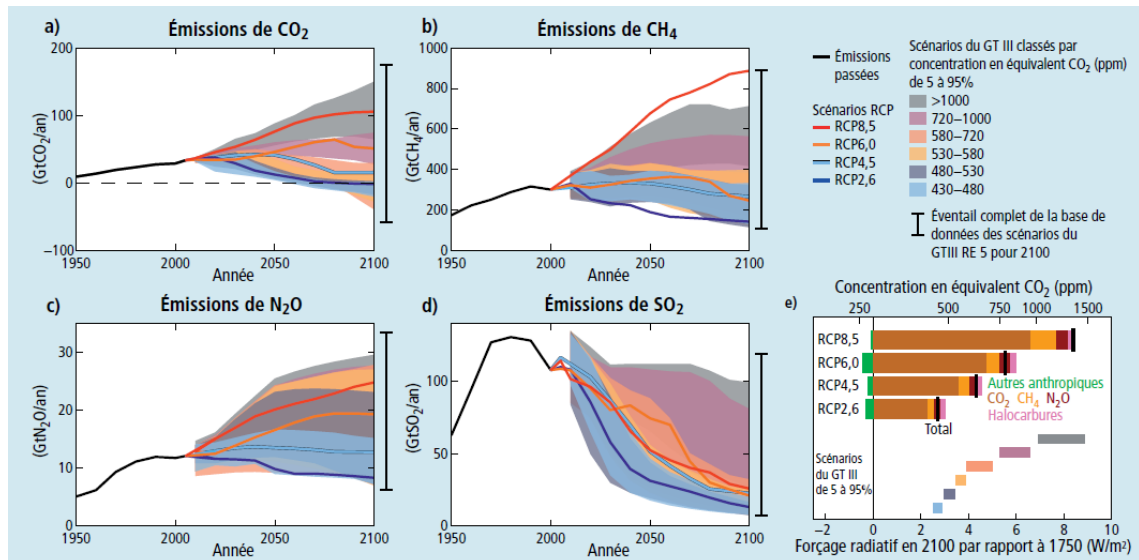 a) Émissions de CO₂
200
100
0
−100
(GtCO₂/an)
1950 2000 2050 2100
Année
b) Émissions de CH₄
1000
800
600
400
200
0
(GtCH₄/an)
1950 2000 2050 2100
Année
Émissions passées
Scénarios RCP
RCP8,5
RCP6,0
RCP4,5
RCP2,6
Scénarios du GT III classés par
concentration en équivalent CO₂ (ppm)
de 5 à 95%
>1000
720−1000
580−720
530−580
480−530
430−480
Éventail complet de la base de
données des scénarios du
GTIII RE 5 pour 2100
c) Émissions de N₂O
30
20
10
0
(GtN₂O/an)
1950 2000 2050 2100
Année
d) Émissions de SO₂
100
50
0
(GtSO₂/an)
1950 2000 2050 2100
Année
e) Concentration en équivalent CO₂ (ppm)
250 500 750 1000 1500
RCP8,5
RCP6,0
RCP4,5
RCP2,6
Autres anthropiques
CO₂ CH₄ N₂O
Halocarbures
Total
Scénarios
du GT III
de 5 à 95%
−2 0 2 4 6 8 10
Forçage radiatif en 2100 par rapport à 1750 (W/m²)